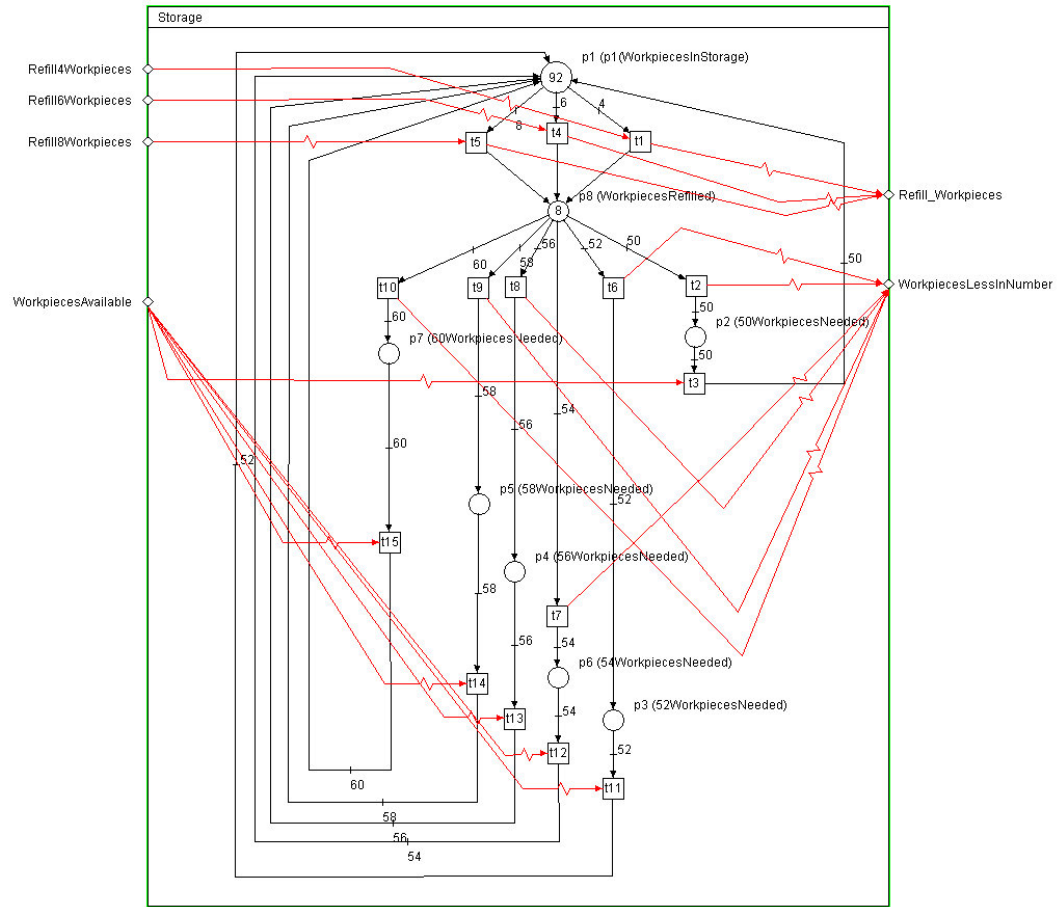 Storage
p1 (p1(WorkpiecesInStorage)
Refill4Workpieces
92
Refill6Workpieces
6
4
8
t4
Refill8Workpieces
t5
t1
p8 (WorkpiecesRefilled)
Refill_Workpieces
8
50
56
52
60
58
50
t10
t9
t8
t6
t2
WorkpiecesLessInNumber
WorkpiecesAvailable
50
60
p2 (50WorkpiecesNeeded)
p7 (60WorkpiecesNeeded)
50
t3
58
54
56
60
52
p5 (58WorkpiecesNeeded)
52
t15
p4 (56WorkpiecesNeeded)
58
t7
56
54
p6 (54WorkpiecesNeeded)
t14
p3 (52WorkpiecesNeeded)
54
t13
t12
52
60
t11
58
56
54